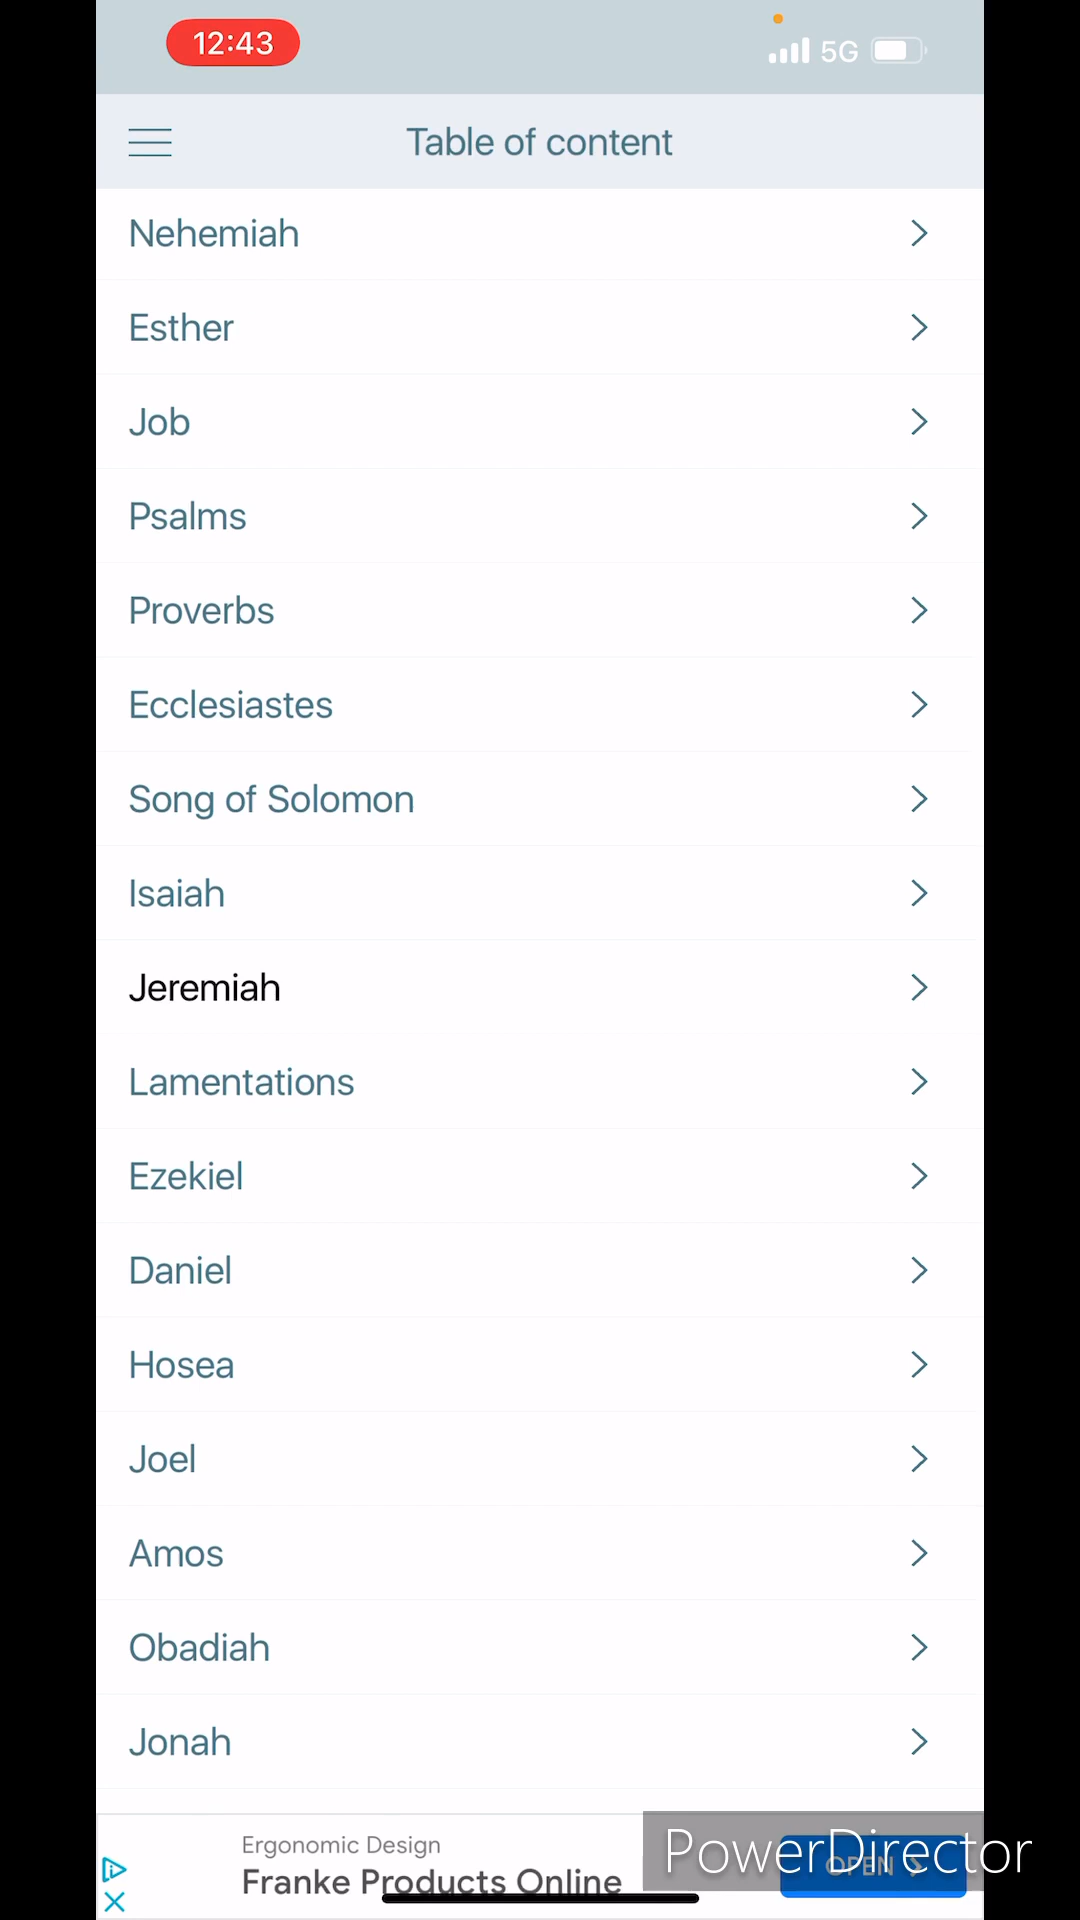 12:43
5G
Table of content
Nehemiah
Esther
Job
Psalms
Proverbs
Ecclesiastes
Song of Solomon
Isaiah
Jeremiah
Lamentations
Ezekiel
Daniel
Hosea
Joel
Amos
Obadiah
Jonah
Ergonomic Design
Franke Products Online
OPEN
PowerDirector